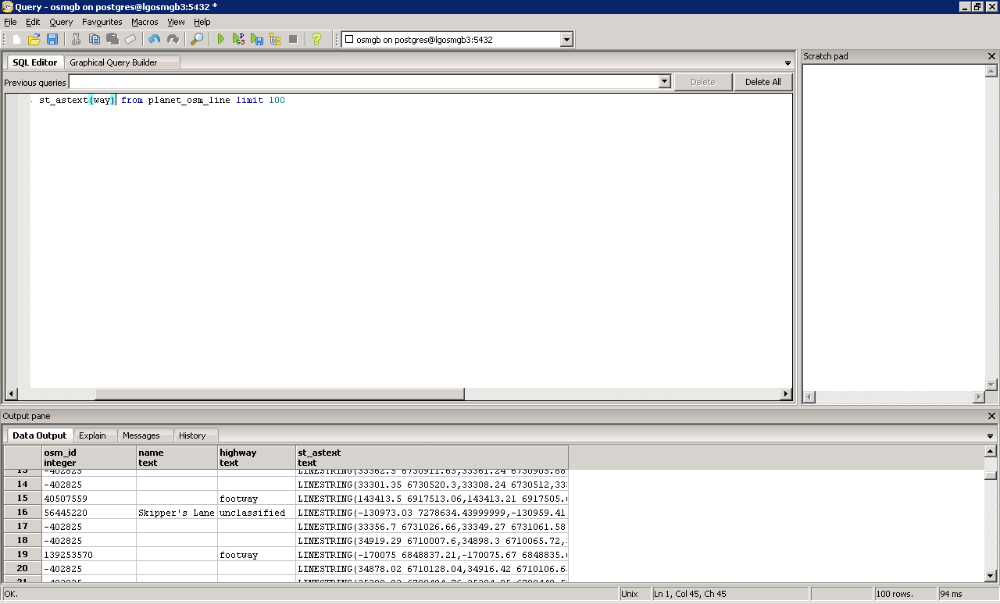 Query - osmgb on postgres@lgosmgb3:5432 *
File Edit Query Favourites Macros View Help
osmgb on postgres@lgosmgb3:5432
SQL Editor Graphical Query Builder
Scratch pad
Previous queries Delete Delete All
st_astext(way) from planet_osm_line limit 100
Output pane
Data Output Explain Messages History
osm_id name highway st_astext
integer text text text
13 -402825 LINESTRING(33362.5 6730911.63,33361.24 6730905.88
14 -402825 LINESTRING(33301.35 6730520.3,33308.24 6730512,33
15 40507559 footway LINESTRING(143413.5 6917513.06,143413.21 6917505.
16 56445220 Skipper's Lane unclassified LINESTRING(-130973.03 7278634.43999999,-130959.41
17 -402825 LINESTRING(33356.7 6731026.66,33349.27 6731061.58
18 -402825 LINESTRING(34919.29 6710007.6,34898.3 6710065.72,
19 139253570 footway LINESTRING(-170075 6848837.21,-170075.67 6848835.
20 -402825 LINESTRING(34878.02 6710128.04,34916.42 6710106.6
21 -402825
OK. Unix Ln 1, Col 45, Ch 45 100 rows. 94 ms